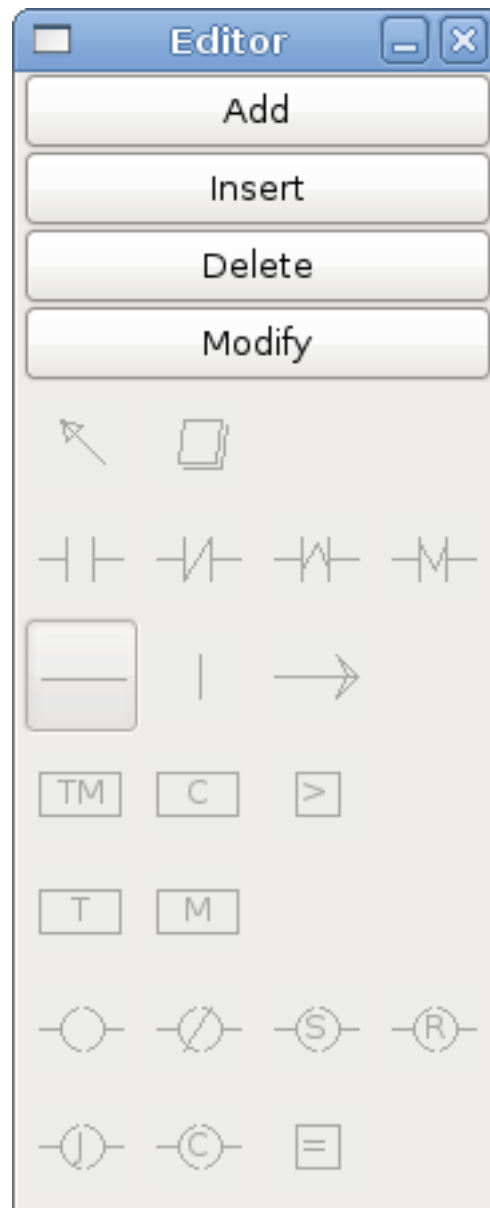 Editor
Add
Insert
Delete
Modify
TM C >
T M
S R
J C =